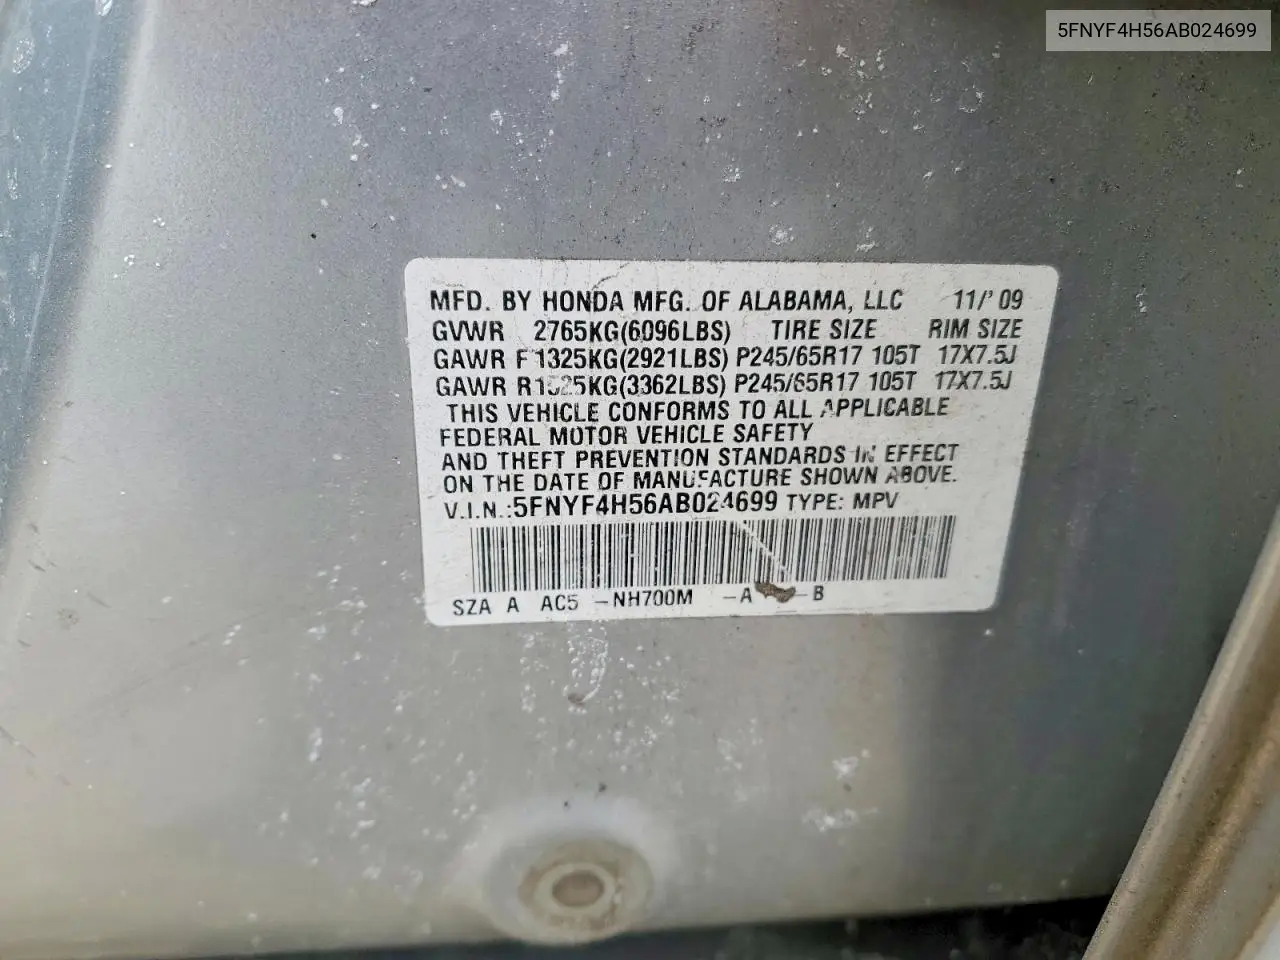 5FNYF4H56AB024699
MFD. BY HONDA MFG. OF ALABAMA, LLC 11/'09
GVWR 2765KG(6096LBS) TIRE SIZE RIM SIZE
GAWR F 1325KG(2921LBS) P245/65R17 105T 17X7.5J
GAWR R1525KG(3362LBS) P245/65R17 105T 17X7.5J
THIS VEHICLE CONFORMS TO ALL APPLICABLE
FEDERAL MOTOR VEHICLE SAFETY
AND THEFT PREVENTION STANDARDS IN EFFECT
ON THE DATE OF MANUFACTURE SHOWN ABOVE.
V.I.N.:5FNYF4H56AB024699 TYPE: MPV
SZA A AC5 -NH700M -A -B